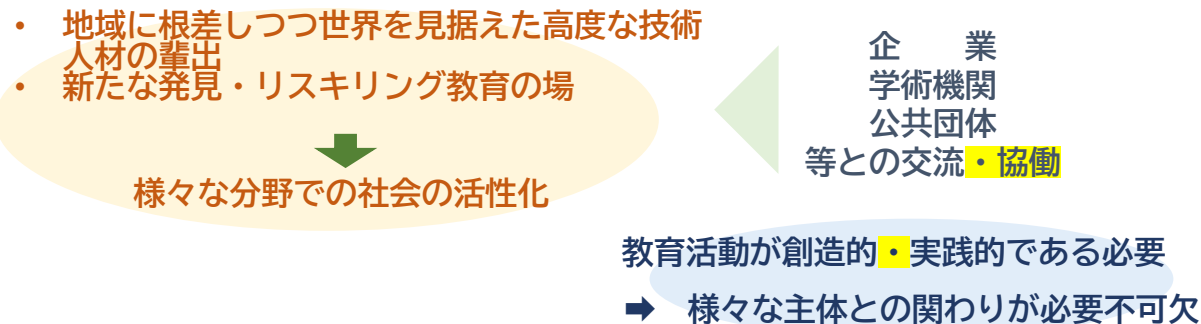 • 地域に根差しつつ世界を見据えた高度な技術
人材の輩出
• 新たな発見・リスキリング教育の場
様々な分野での社会の活性化
企　　業
学術機関
公共団体
等との交流・協働
教育活動が創造的・実践的である必要
➡ 様々な主体との関わりが必要不可欠